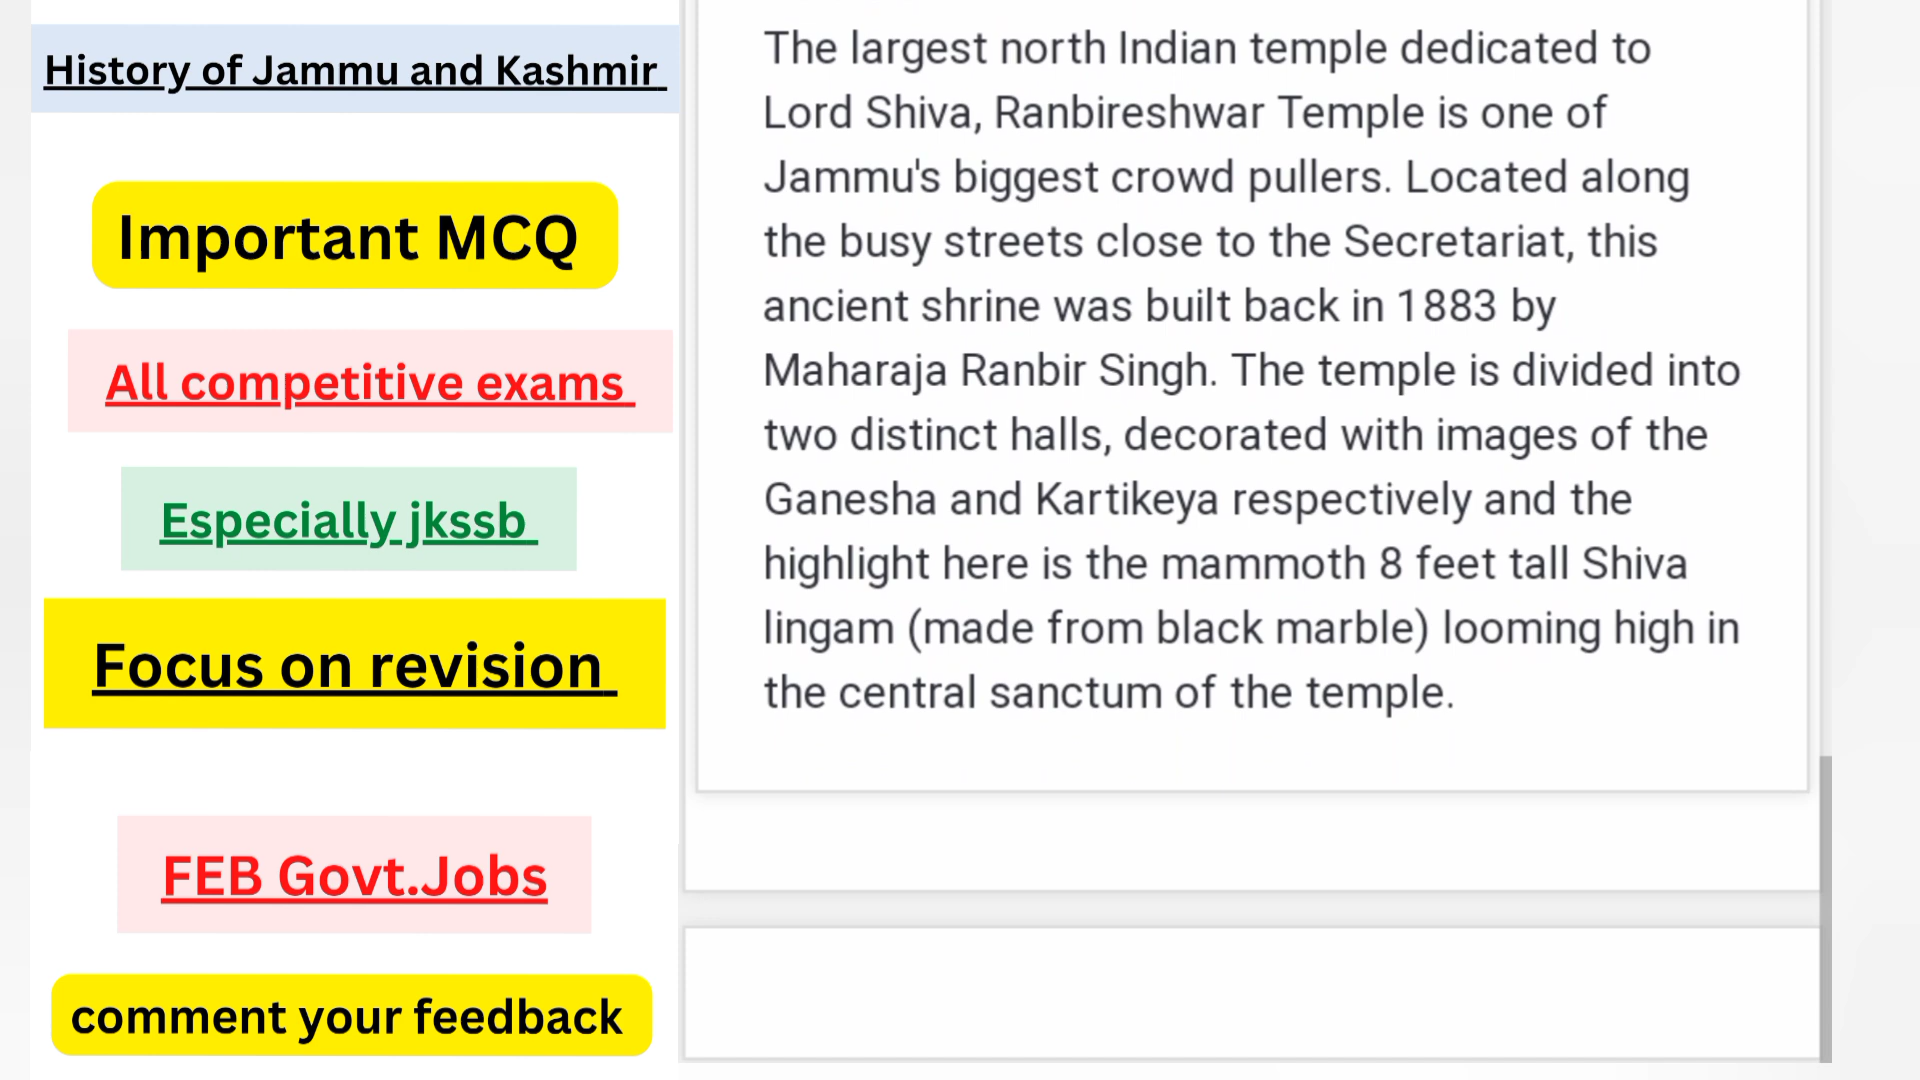 History of Jammu and Kashmir
Important MCQ
All competitive exams
Especially jkssb
Focus on revision
FEB Govt.Jobs
comment your feedback
The largest north Indian temple dedicated to
Lord Shiva, Ranbireshwar Temple is one of
Jammu's biggest crowd pullers. Located along
the busy streets close to the Secretariat, this
ancient shrine was built back in 1883 by
Maharaja Ranbir Singh. The temple is divided into
two distinct halls, decorated with images of the
Ganesha and Kartikeya respectively and the
highlight here is the mammoth 8 feet tall Shiva
lingam (made from black marble) looming high in
the central sanctum of the temple.